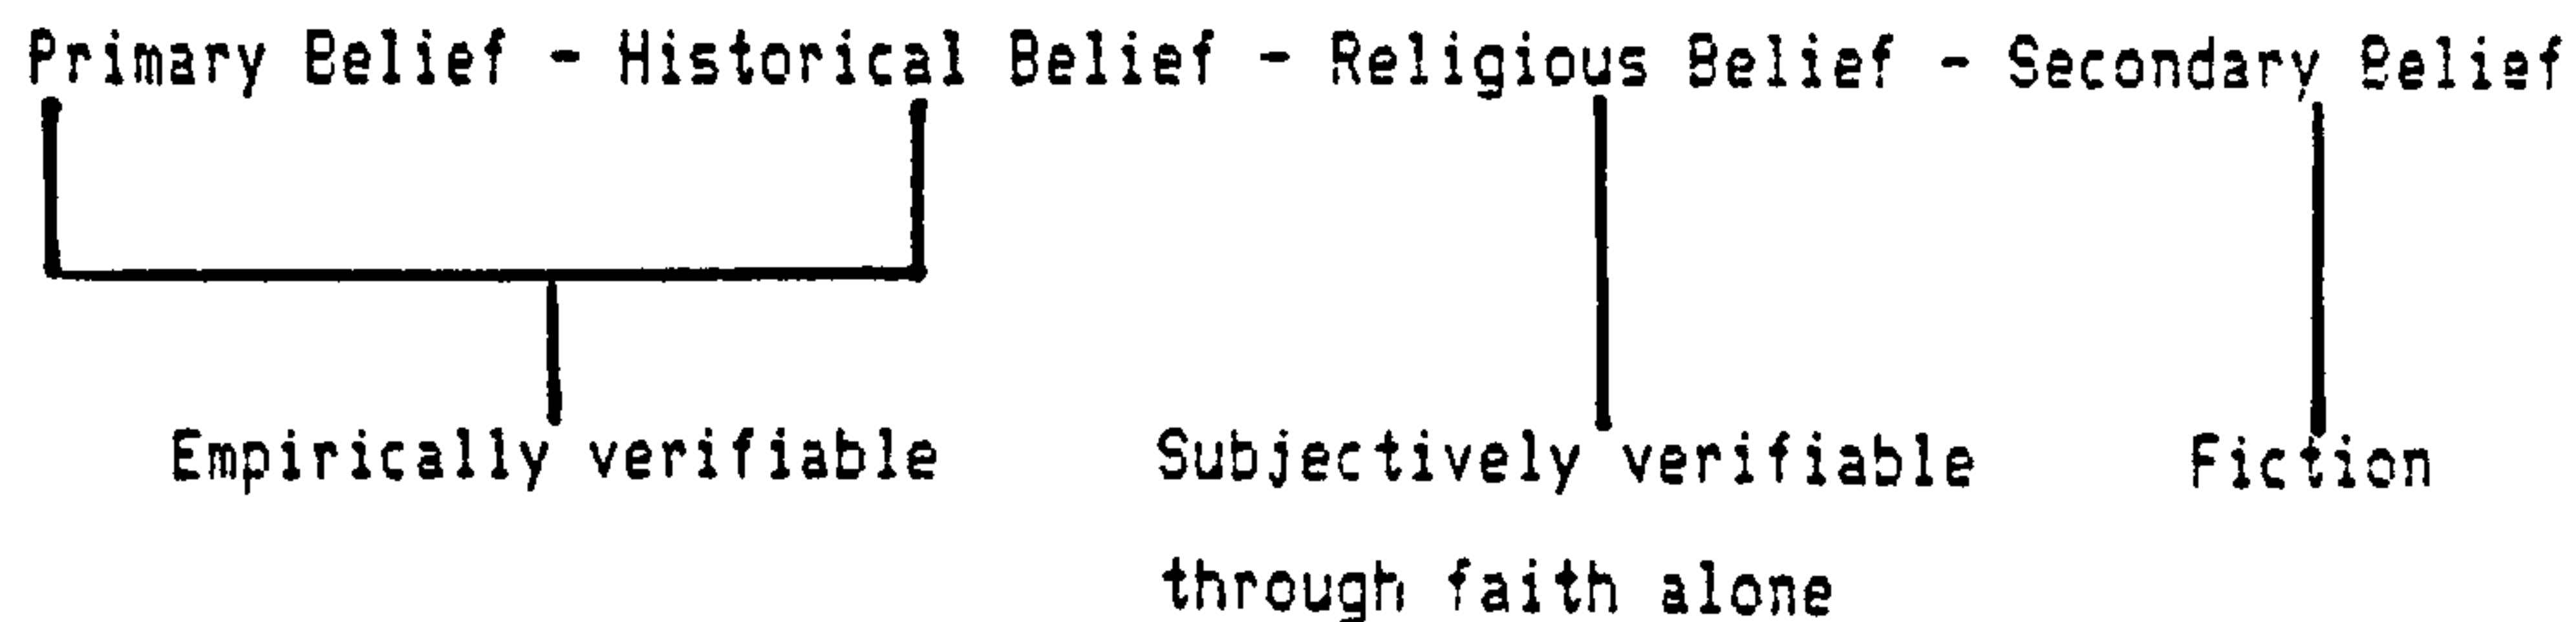 Primary Belief - Historical Belief - Religious Belief - Secondary Belief
Empirically verifiable Subjectively verifiable Fiction
through faith alone